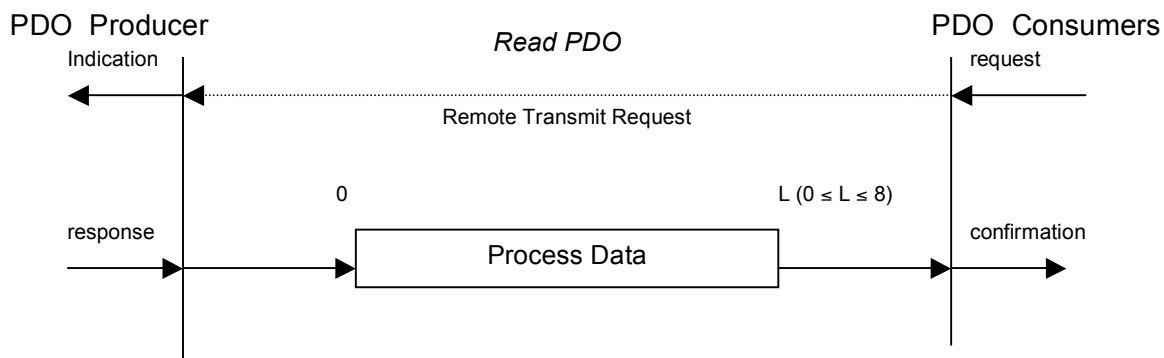 PDO Producer
Read PDO
PDO Consumers
Indication
request
Remote Transmit Request
0
L (0 ≤ L ≤ 8)
response
Process Data
confirmation